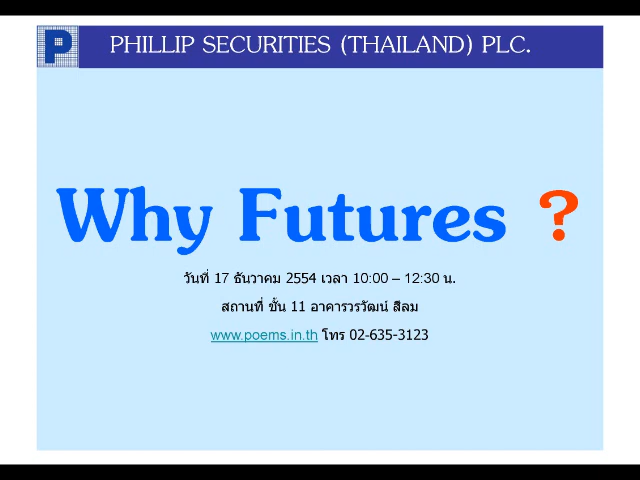 P
PHILLIP SECURITIES (THAILAND) PLC.
Why Futures ?
วันที่ 17 ธันวาคม 2554 เวลา 10:00 – 12:30 น.
สถานที่ ชั้น 11 อาคารวรวัฒน์ สีลม
www.poems.in.th โทร 02-635-3123